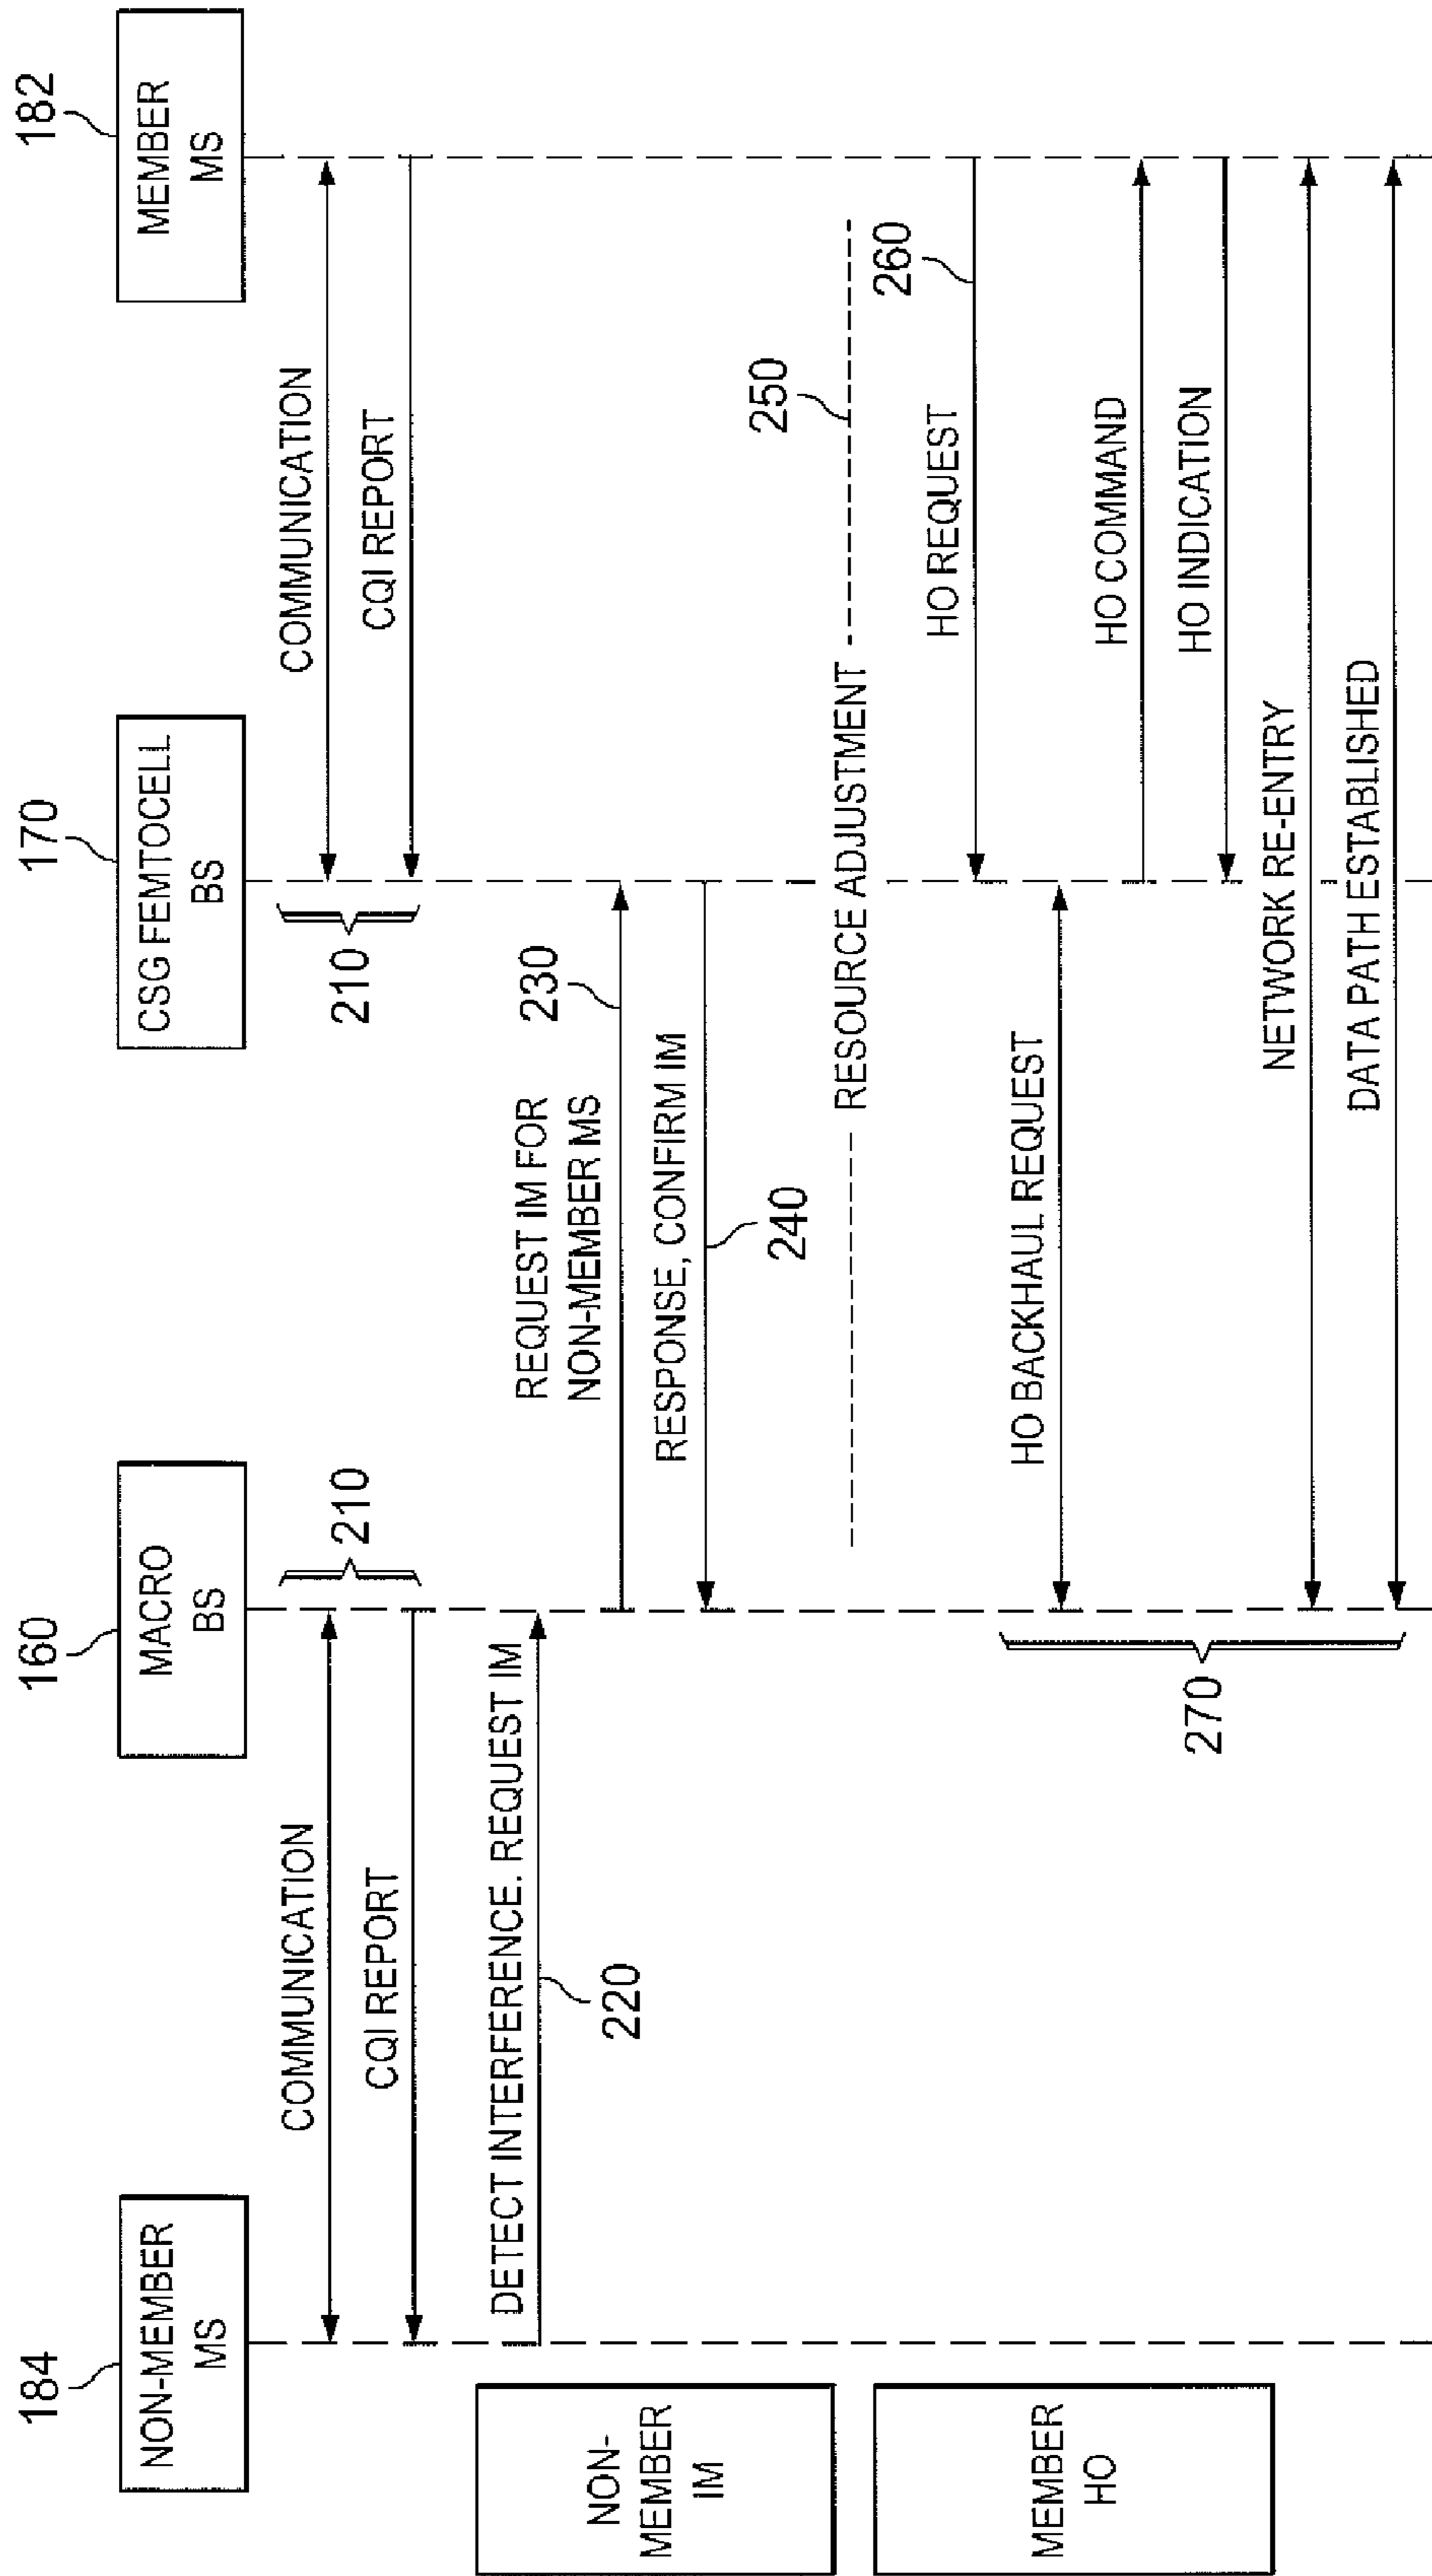 184
NON-MEMBER
MS
160
MACRO
BS
170
CSG FEMTOCELL
BS
182
MEMBER
MS
COMMUNICATION
210
210
COMMUNICATION
CQI REPORT
CQI REPORT
NON-
MEMBER
IM
DETECT INTERFERENCE. REQUEST IM
220
REQUEST IM FOR
NON-MEMBER MS
230
RESPONSE, CONFIRM IM
240
RESOURCE ADJUSTMENT
250
MEMBER
HO
HO REQUEST
260
HO BACKHAUL REQUEST
HO COMMAND
270
HO INDICATION
NETWORK RE-ENTRY
DATA PATH ESTABLISHED